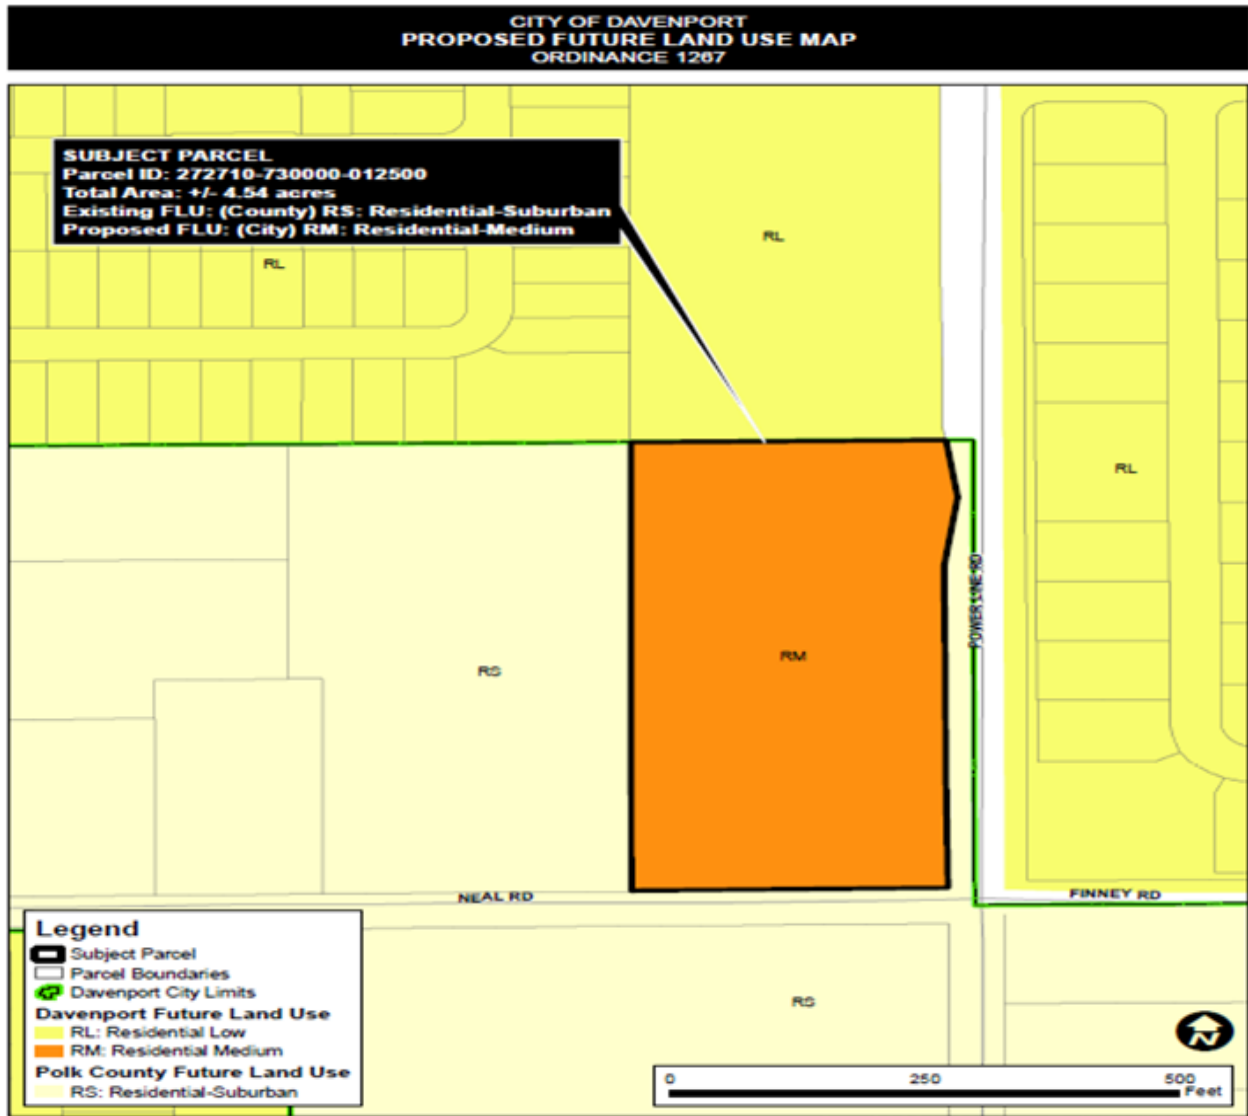 CITY OF DAVENPORT
PROPOSED FUTURE LAND USE MAP
ORDINANCE 1267
SUBJECT PARCEL
Parcel ID: 272710-730000-012500
Total Area: +/- 4.54 acres
Existing FLU: (County) RS: Residential-Suburban
Proposed FLU: (City) RM: Residential-Medium
RL
RL
RL
POWER LINE RD
RM
RS
NEAL RD
FINNEY RD
RS
Legend
Subject Parcel
Parcel Boundaries
Davenport City Limits
Davenport Future Land Use
RL: Residential Low
RM: Residential Medium
Polk County Future Land Use
RS: Residential-Suburban
N
0 250 500
Feet